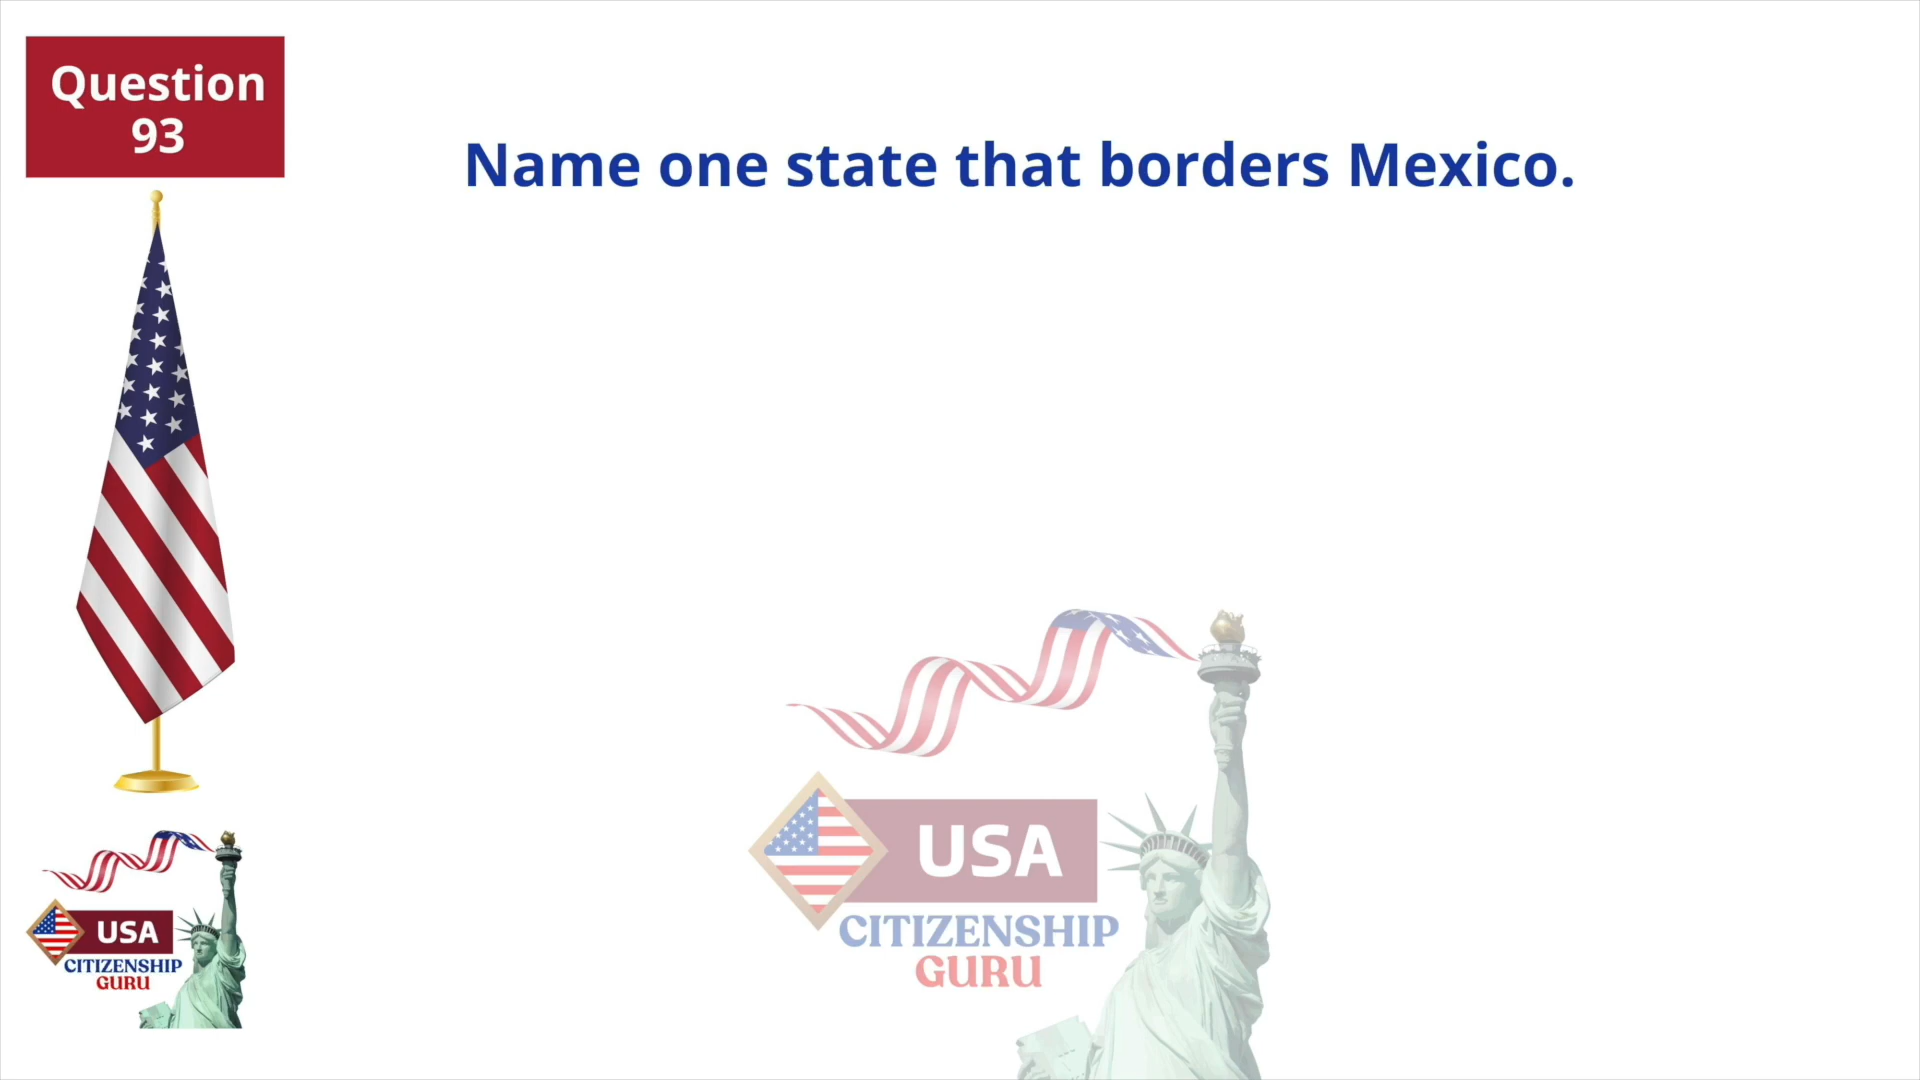 Question
93
Name one state that borders Mexico.
USA
CITIZENSHIP
GURU
USA
CITIZENSHIP
GURU